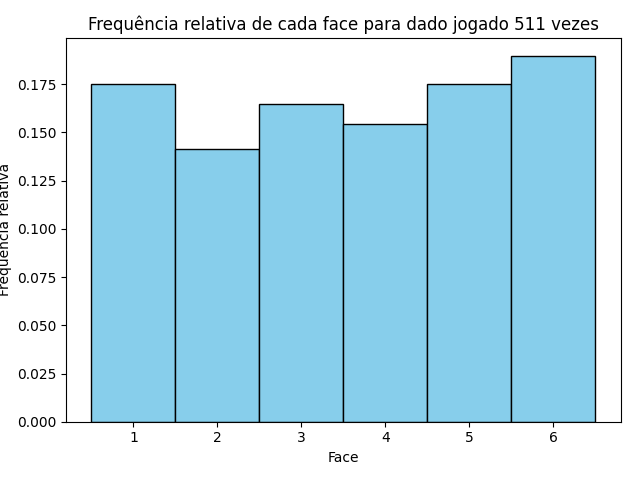 Frequência relativa de cada face para dado jogado 511 vezes
0.175
0.150
0.125
0.100
0.075
0.050
0.025
0.000
Frequência relativa
1 2 3 4 5 6
Face